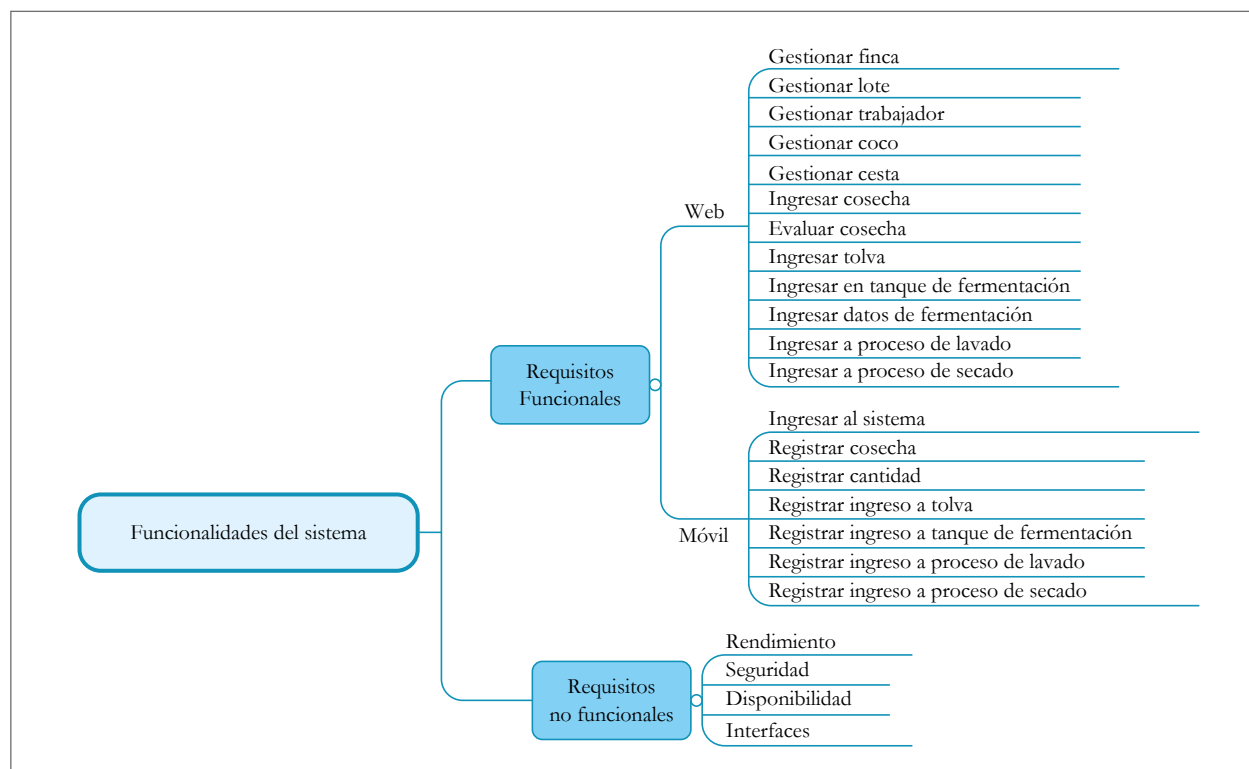 Gestionar finca
Gestionar lote
Gestionar trabajador
Gestionar coco
Gestionar cesta
Web
Ingresar cosecha
Evaluar cosecha
Ingresar tolva
Ingresar en tanque de fermentación
Ingresar datos de fermentación
Ingresar a proceso de lavado
Ingresar a proceso de secado
Requisitos
Funcionales
Ingresar al sistema
Registrar cosecha
Registrar cantidad
Registrar ingreso a tolva
Móvil
Registrar ingreso a tanque de fermentación
Registrar ingreso a proceso de lavado
Registrar ingreso a proceso de secado
Funcionalidades del sistema
Rendimiento
Seguridad
Requisitos
no funcionales
Disponibilidad
Interfaces